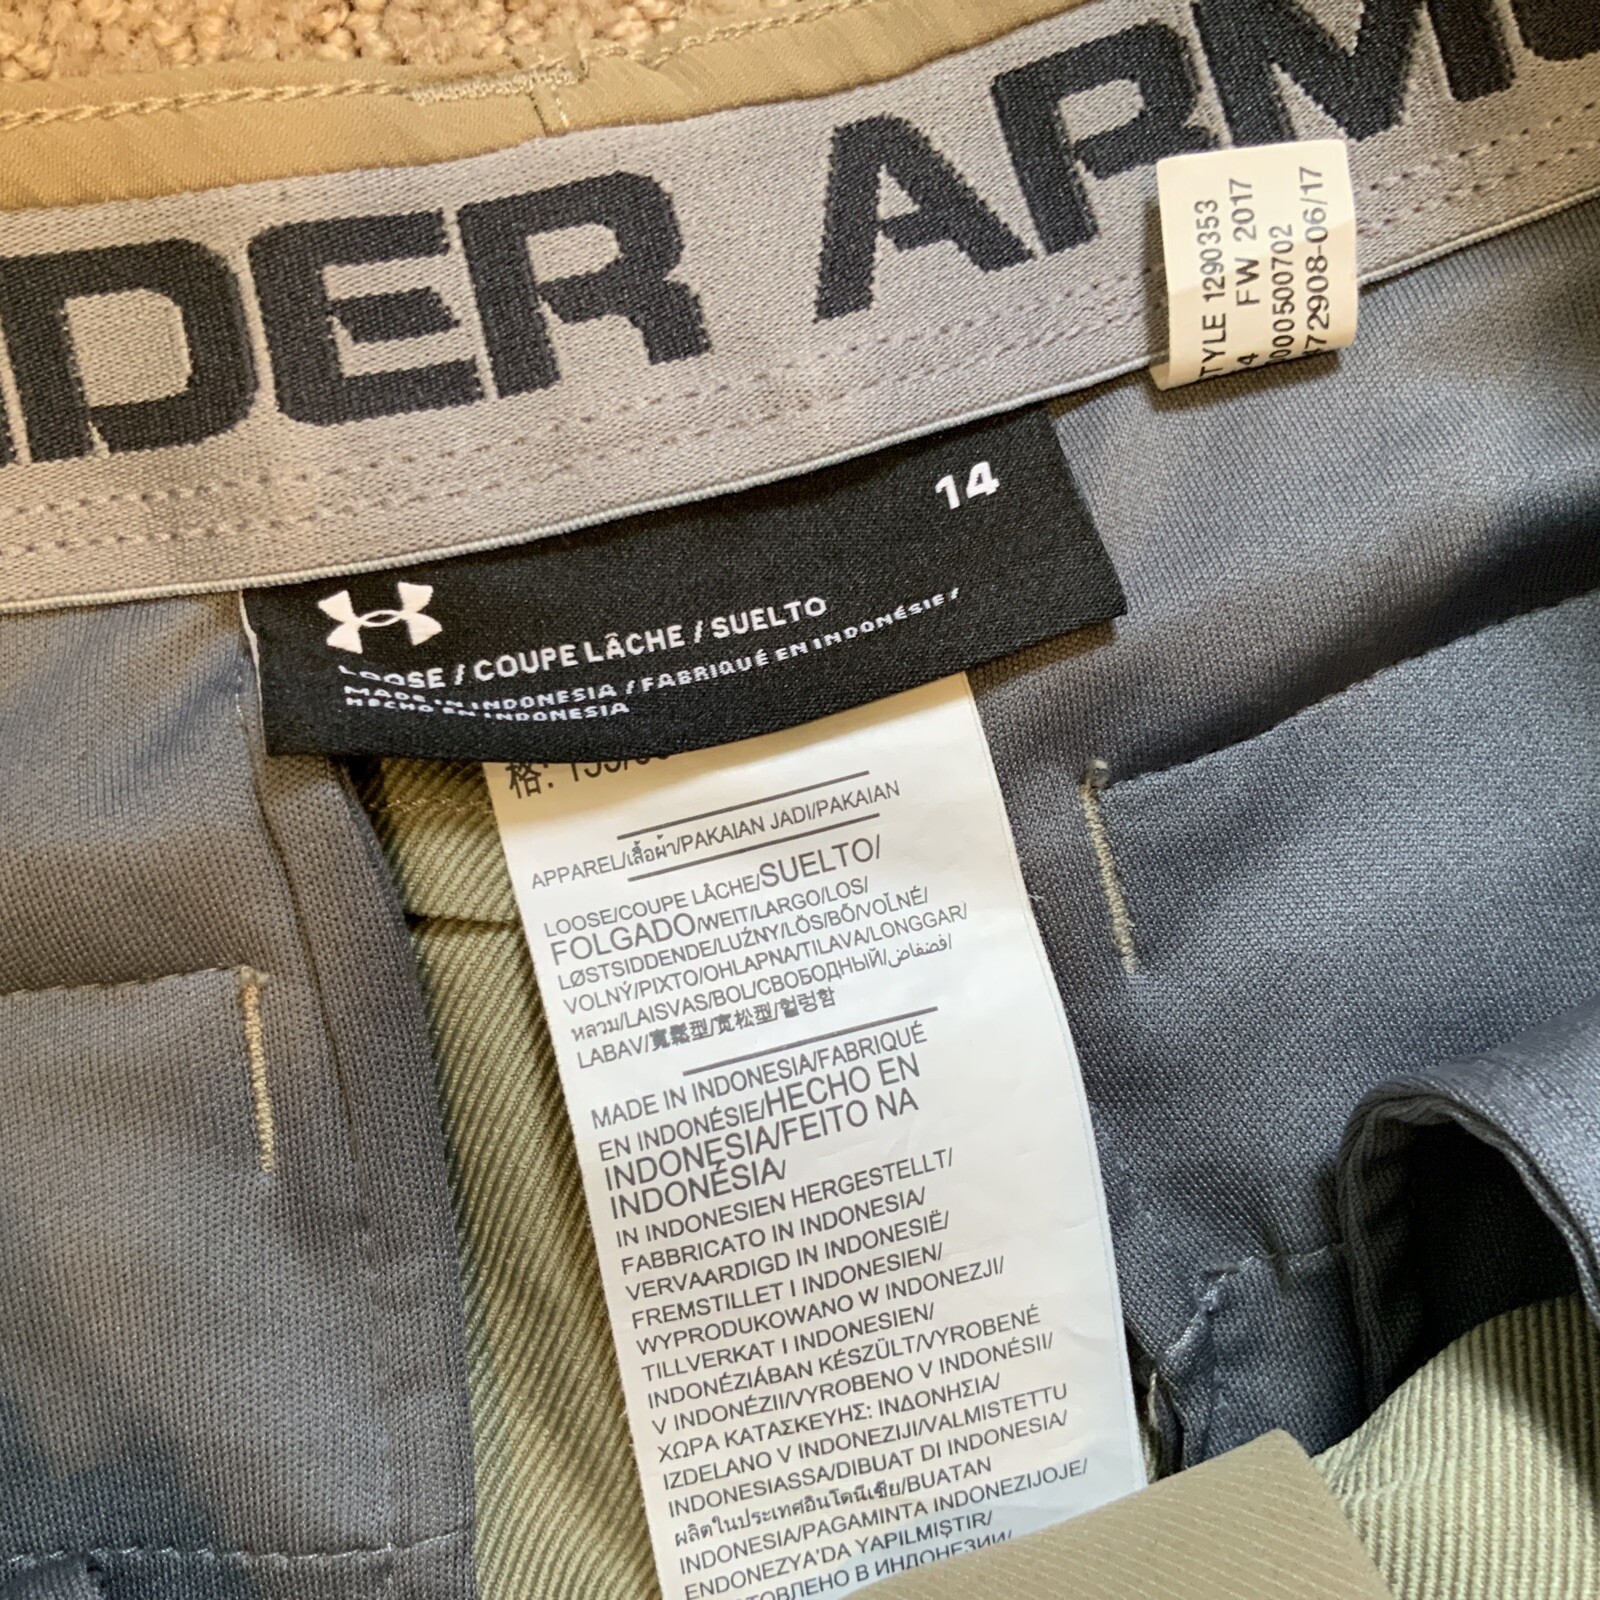 DER ARMO
STYLE 1290353
FW 2017
000500702
72908-06/17
14
LOOSE / COUPE LÂCHE / SUELTO
MADE IN INDONESIA / FABRIQUÉ EN INDONÉSIE /
HECHO EN INDONESIA
格:
APPAREL/เสื้อผ้า/PAKAIAN JADI/PAKAIAN
LOOSE/COUPE LÂCHE/SUELTO/
FOLGADO/WEIT/LARGO/LOS/
LØSTSIDDENDE/LUŹNY/LÖS/BŐ/VOĽNÉ/
VOLNÝ/PIXTO/OHLAPNA/TILAVA/LONGGAR/
หลวม/LAISVAS/BOL/СВОБОДНЫЙ/فضفاض/
LABAV/寬鬆型/宽松型/헐렁함
MADE IN INDONESIA/FABRIQUÉ
EN INDONÉSIE/HECHO EN
INDONESIA/FEITO NA
INDONÉSIA/
IN INDONESIEN HERGESTELLT/
FABBRICATO IN INDONESIA/
VERVAARDIGD IN INDONESIË/
FREMSTILLET I INDONESIEN/
WYPRODUKOWANO W INDONEZJI/
TILLVERKAT I INDONESIEN/
INDONÉZIÁBAN KÉSZÜLT/VYROBENÉ
V INDONÉZII/VYROBENO V INDONÉSII/
ΧΩΡΑ ΚΑΤΑΣΚΕΥΗΣ: ΙΝΔΟΝΗΣΙΑ/
IZDELANO V INDONEZIJI/VALMISTETTU
INDONESIASSA/DIBUAT DI INDONESIA/
ผลิตในประเทศอินโดนีเซีย/BUATAN
INDONESIA/PAGAMINTA INDONEZIJOJE/
ENDONEZYA'DA YAPILMIŞTIR/
ОТОВЛЕНО В ИНДОНЕЗИИ/